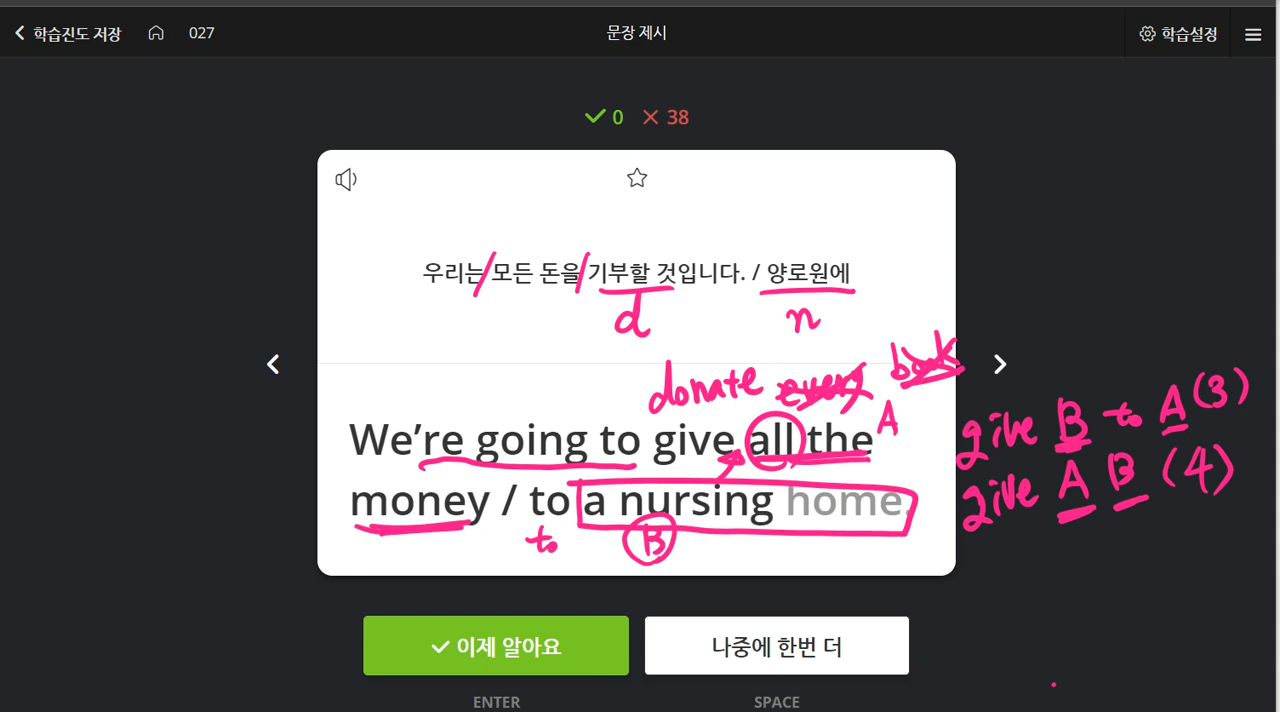 학습진도 저장 027 문장 제시 학습설정
0 38
우리는 / 모든 돈을 / 기부할 것입니다. / 양로원에
d n
donate every book
We're going to give all the A
money / to a nursing home.
to B
give B to A (3)
give A B (4)
이제 알아요 나중에 한번 더
ENTER SPACE